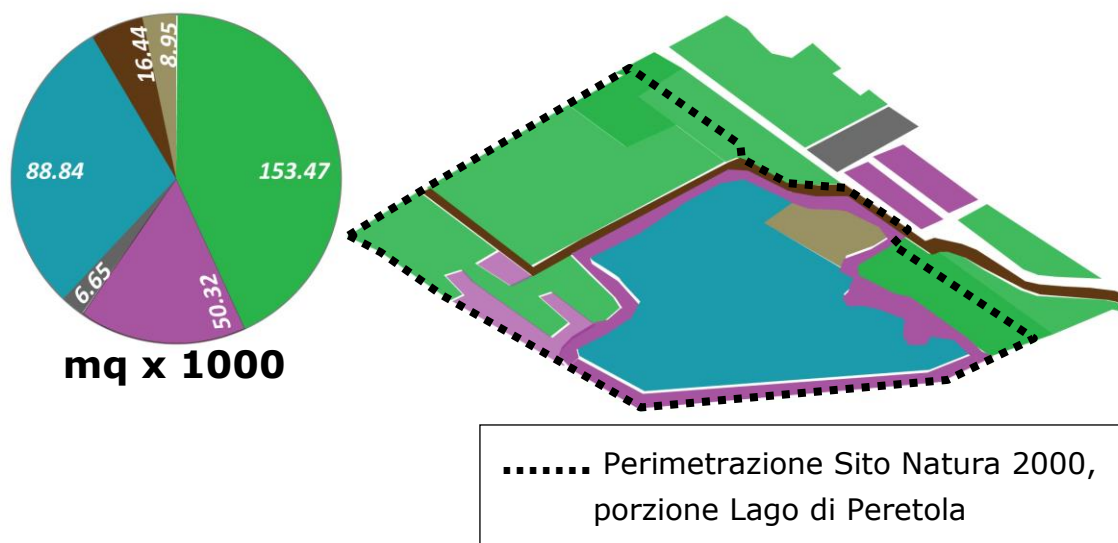 8.95
16.44
153.47
88.84
6.65
50.32
mq x 1000
....... Perimetrazione Sito Natura 2000,
porzione Lago di Peretola